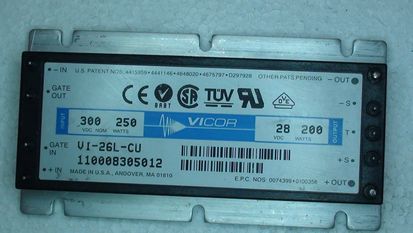 - IN
U.S. PATENT NOS. 4415959 • 4441146 • 4648020 • 4675797 • D297928 OTHER PATS. PENDING
- OUT
GATE OUT
CE BABT TÜV VDE
- S
INPUT 300 250 VICOR 28 200 OUTPUT
VDC NOM WATTS VDC WATTS
T
GATE IN
VI-26L-CU
110008305012
+ S
+ IN
MADE IN U.S.A., ANDOVER, MA 01810
E.P.C. NOS 0074399 • 0100356
+ OUT